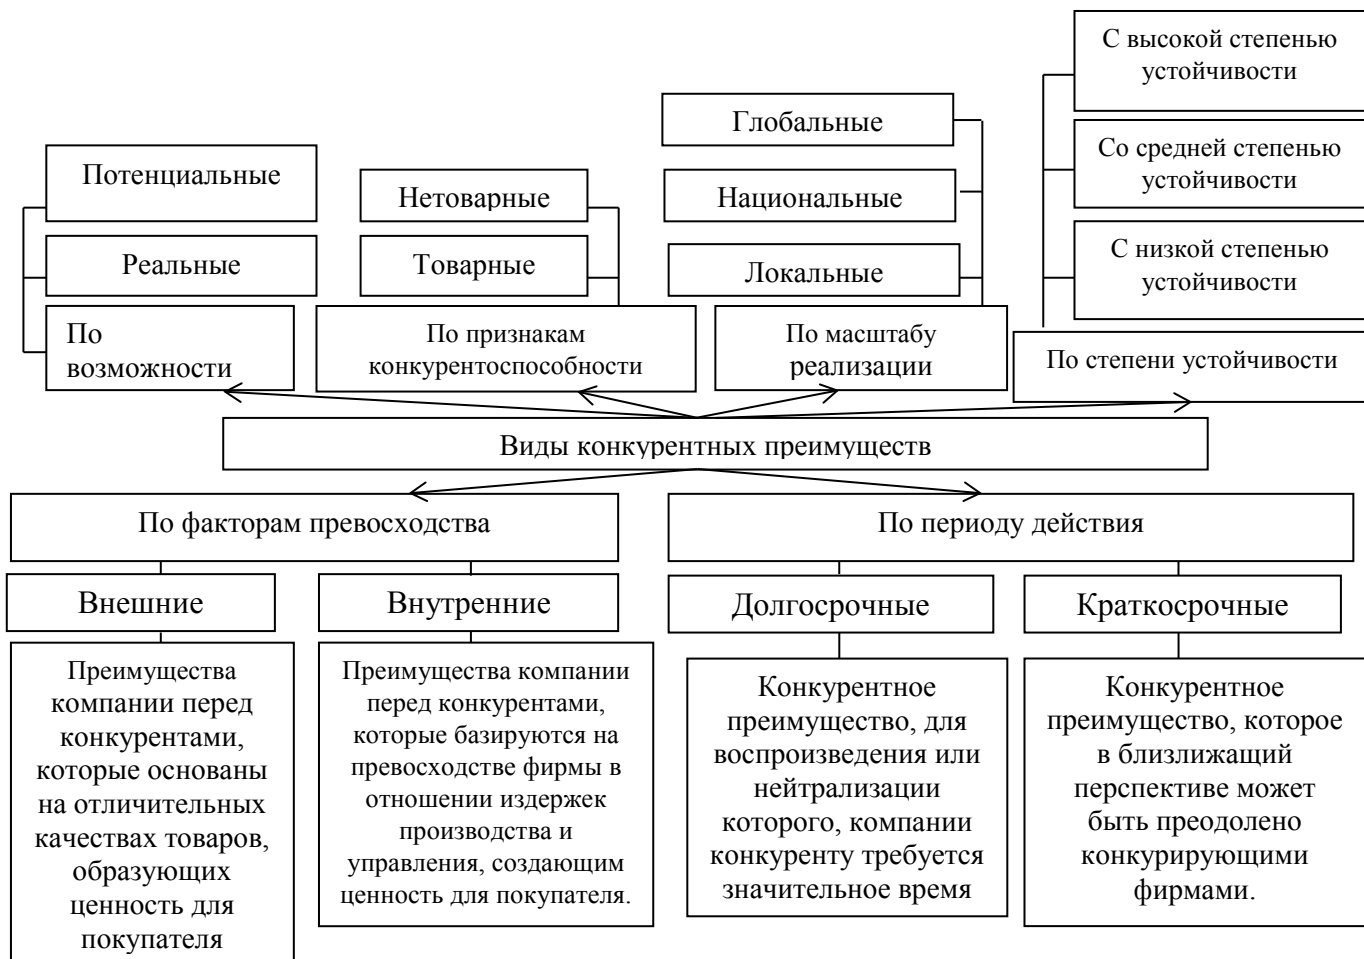 С высокой степенью
устойчивости
Глобальные
Со средней степенью
устойчивости
Потенциальные
Нетоварные
Национальные
С низкой степенью
устойчивости
Реальные
Товарные
Локальные
По
возможности
По признакам
конкурентоспособности
По масштабу
реализации
По степени устойчивости
Виды конкурентных преимуществ
По факторам превосходства
По периоду действия
Внешние
Внутренние
Долгосрочные
Краткосрочные
Преимущества
компании перед
конкурентами,
которые основаны
на отличительных
качествах товаров,
образующих
ценность для
покупателя
Преимущества компании
перед конкурентами,
которые базируются на
превосходстве фирмы в
отношении издержек
производства и
управления, создающим
ценность для покупателя.
Конкурентное
преимущество, для
воспроизведения или
нейтрализации
которого, компании
конкуренту требуется
значительное время
Конкурентное
преимущество, которое
в близлижащий
перспективе может
быть преодолено
конкурирующими
фирмами.